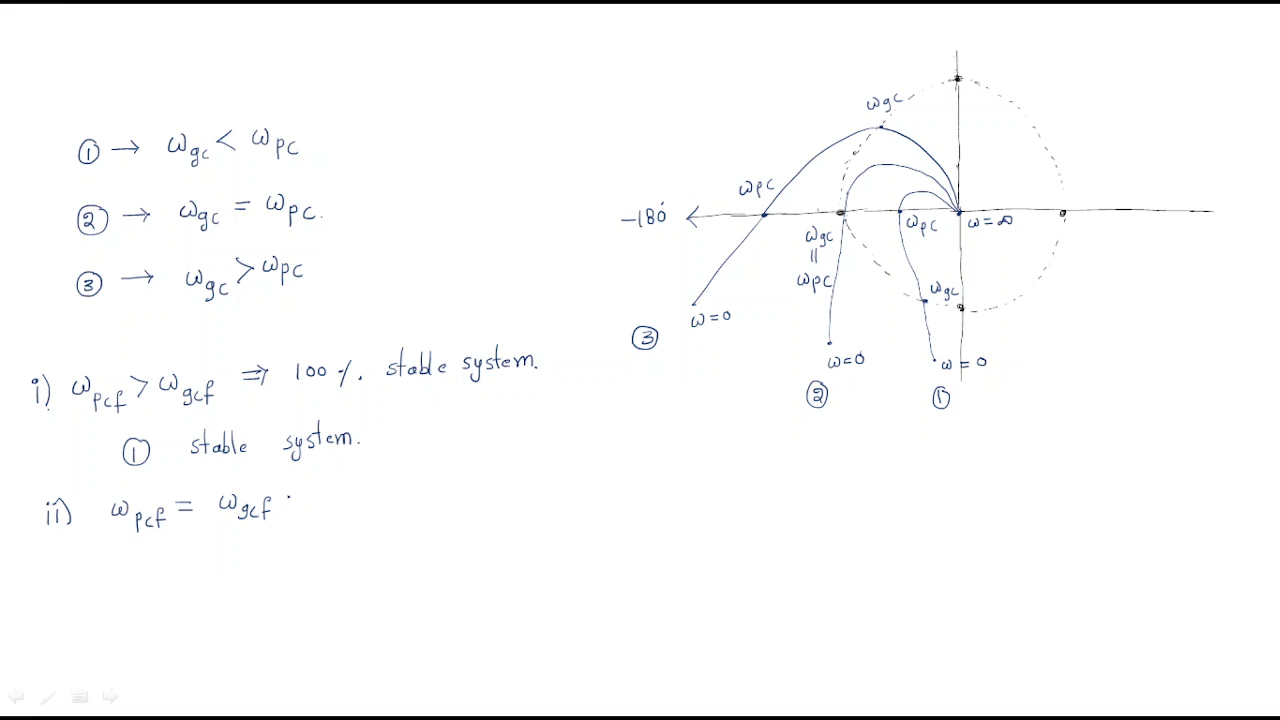 ① → ωgc < ωpc
② → ωgc = ωpc.
③ → ωgc > ωpc
i) ωpcf > ωgcf ⇒ 100 %. stable system.
① stable system.
ii) ωpcf = ωgcf .
ωgc
ωpc
-180°
ωgc
||
ωpc
ωpc
ω=∞
ωgc
ω=0
③
ω=0
②
ω=0
①